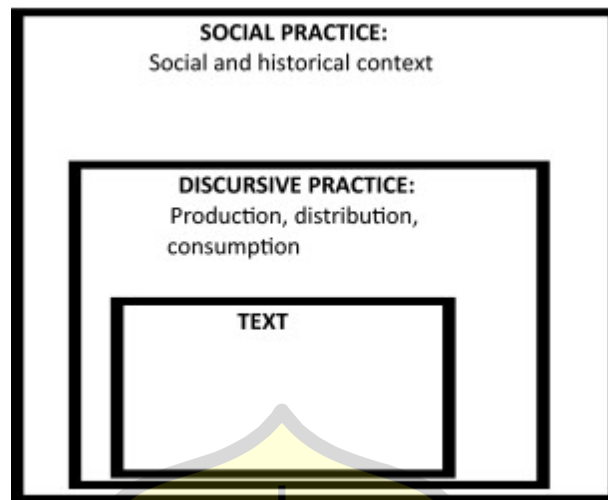 SOCIAL PRACTICE:
Social and historical context
DISCURSIVE PRACTICE:
Production, distribution,
consumption
TEXT